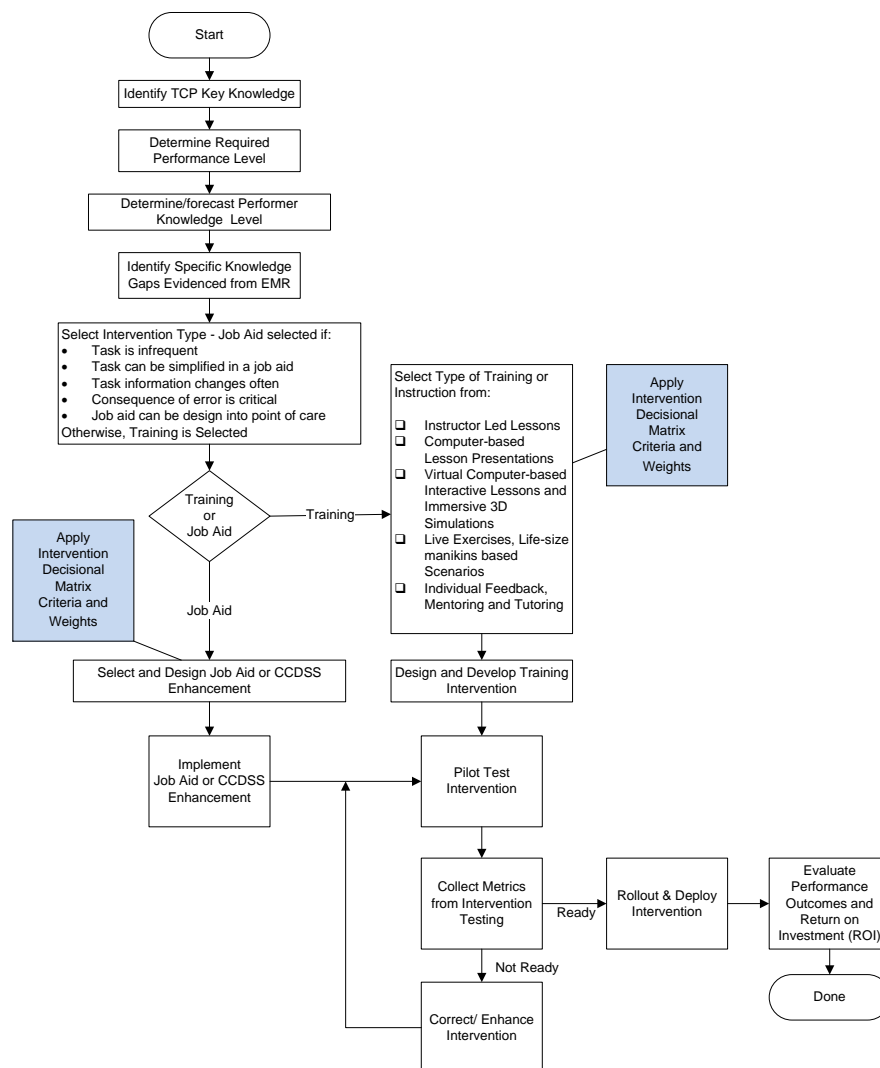 Start
Identify TCP Key Knowledge
Determine Required
Performance Level
Determine/forecast Performer
Knowledge Level
Identify Specific Knowledge
Gaps Evidenced from EMR
Select Intervention Type - Job Aid selected if:
• Task is infrequent
• Task can be simplified in a job aid
• Task information changes often
• Consequence of error is critical
• Job aid can be design into point of care
Otherwise, Training is Selected
Training
or
Job Aid
Training
Job Aid
Select Type of Training or
Instruction from:
❑ Instructor Led Lessons
❑ Computer-based
Lesson Presentations
❑ Virtual Computer-based
Interactive Lessons and
Immersive 3D
Simulations
❑ Live Exercises, Life-size
manikins based
Scenarios
❑ Individual Feedback,
Mentoring and Tutoring
Apply
Intervention
Decisional
Matrix
Criteria and
Weights
Apply
Intervention
Decisional
Matrix
Criteria and
Weights
Select and Design Job Aid or CCDSS
Enhancement
Design and Develop Training
Intervention
Implement
Job Aid or CCDSS
Enhancement
Pilot Test
Intervention
Collect Metrics
from Intervention
Testing
Ready
Rollout & Deploy
Intervention
Evaluate
Performance
Outcomes and
Return on
Investment (ROI)
Not Ready
Correct/ Enhance
Intervention
Done